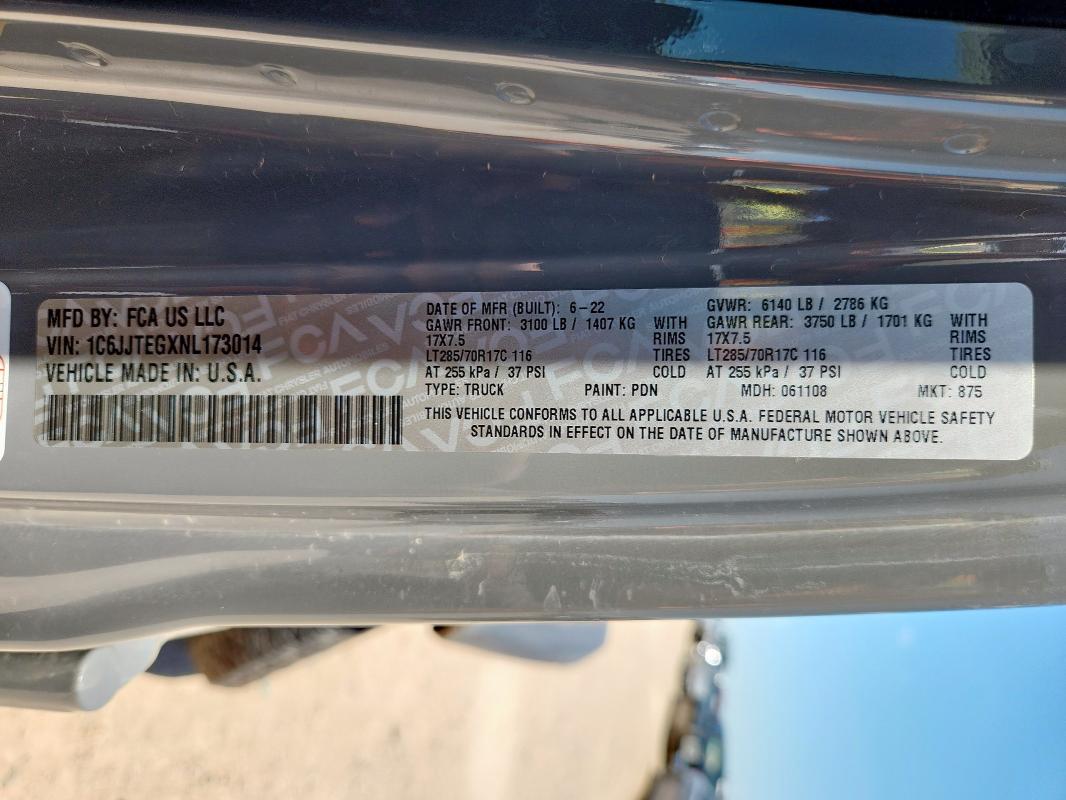 MFD BY: FCA US LLC
VIN: 1C6JJTEGXNL173014
VEHICLE MADE IN: U.S.A.
DATE OF MFR (BUILT): 6-22
GAWR FRONT: 3100 LB / 1407 KG WITH
17X7.5 RIMS
LT285/70R17C 116 TIRES
AT 255 kPa / 37 PSI COLD
GVWR: 6140 LB / 2786 KG
GAWR REAR: 3750 LB / 1701 KG WITH
17X7.5 RIMS
LT285/70R17C 116 TIRES
AT 255 kPa / 37 PSI COLD
TYPE: TRUCK PAINT: PDN MDH: 061108 MKT: 875
THIS VEHICLE CONFORMS TO ALL APPLICABLE U.S.A. FEDERAL MOTOR VEHICLE SAFETY
STANDARDS IN EFFECT ON THE DATE OF MANUFACTURE SHOWN ABOVE.